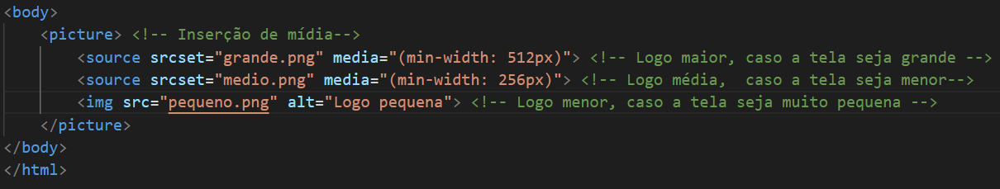 <body>
<picture> <!-- Inserção de mídia-->
<source srcset="grande.png" media="(min-width: 512px)"> <!-- Logo maior, caso a tela seja grande -->
<source srcset="medio.png" media="(min-width: 256px)"> <!-- Logo média,  caso a tela seja menor-->
<img src="pequeno.png" alt="Logo pequena"> <!-- Logo menor, caso a tela seja muito pequena -->
</picture>
</body>
</html>